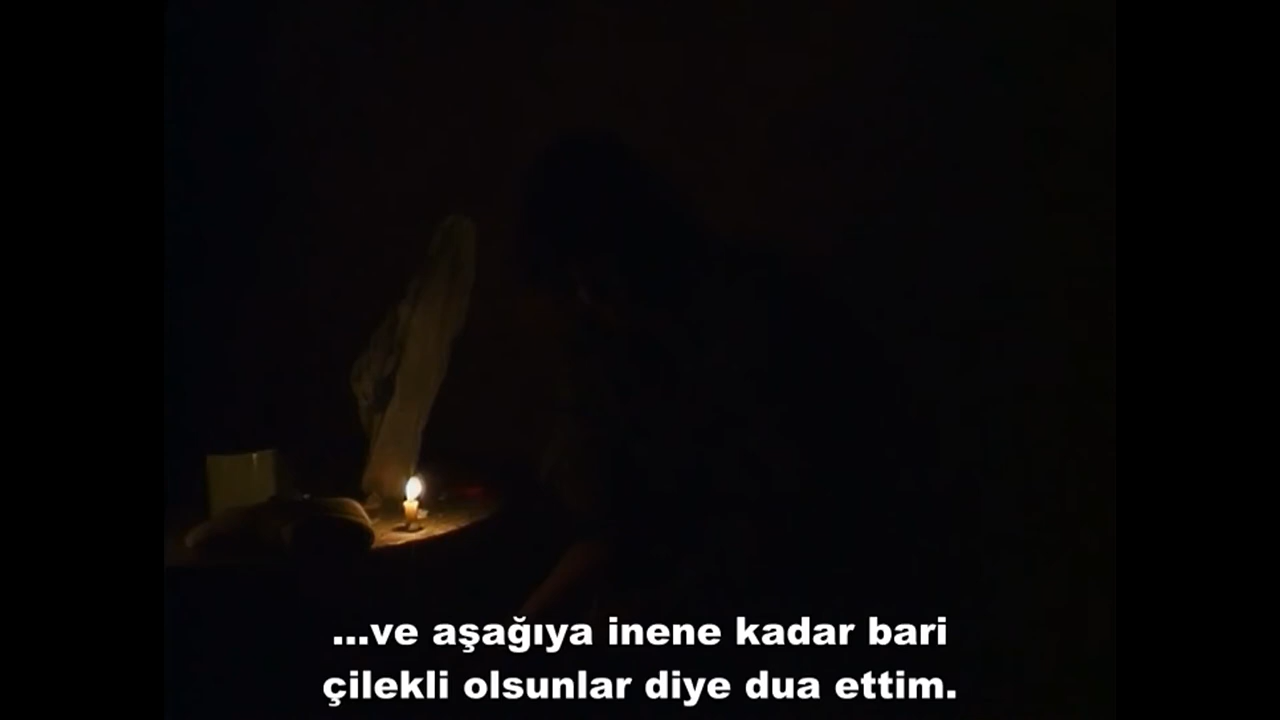 ...ve aşağıya inene kadar bari
çilekli olsunlar diye dua ettim.